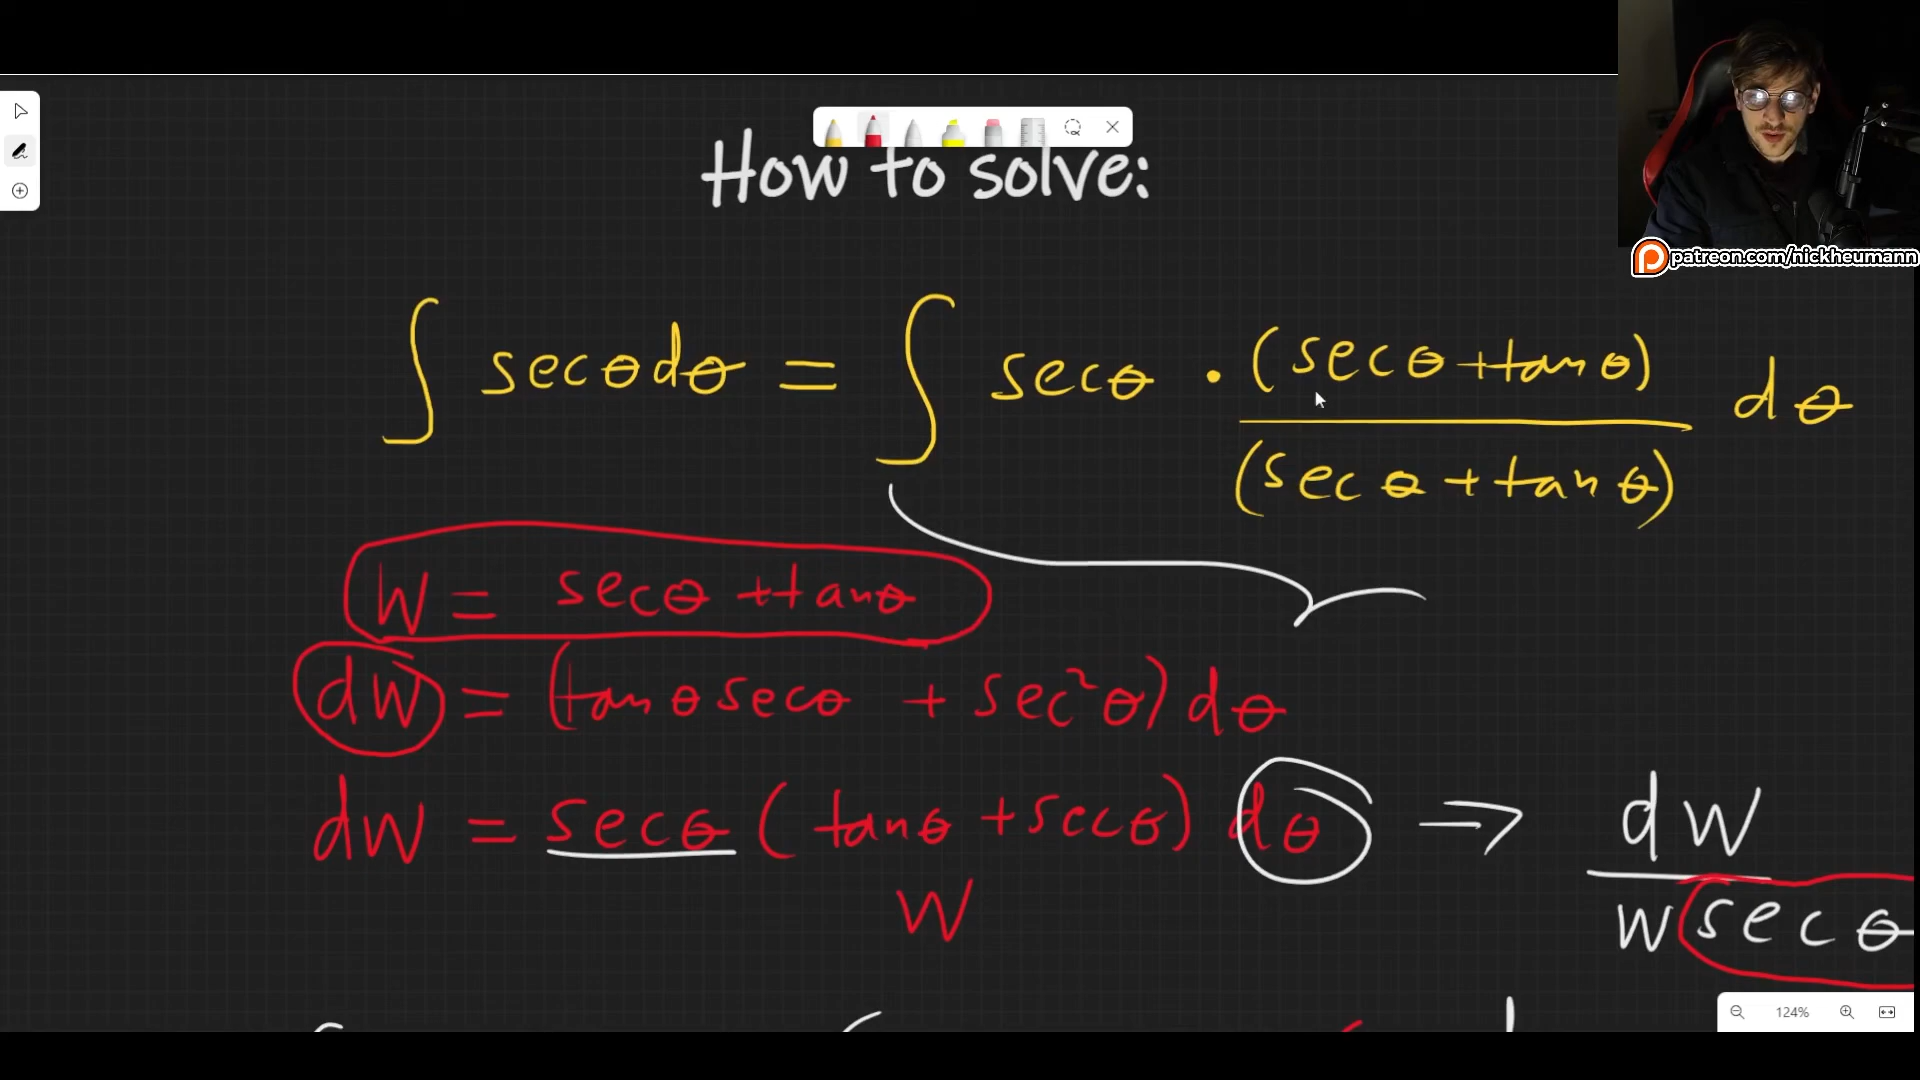 How to solve:
patreon.com/nickheumann
∫ secθdθ = ∫ secθ · (secθ+tanθ)/(secθ+tanθ) dθ
W = secθ+tanθ
dW = (tanθsecθ + sec²θ)dθ
dW = secθ (tanθ+secθ) dθ → dW/Wsecθ
W
124%